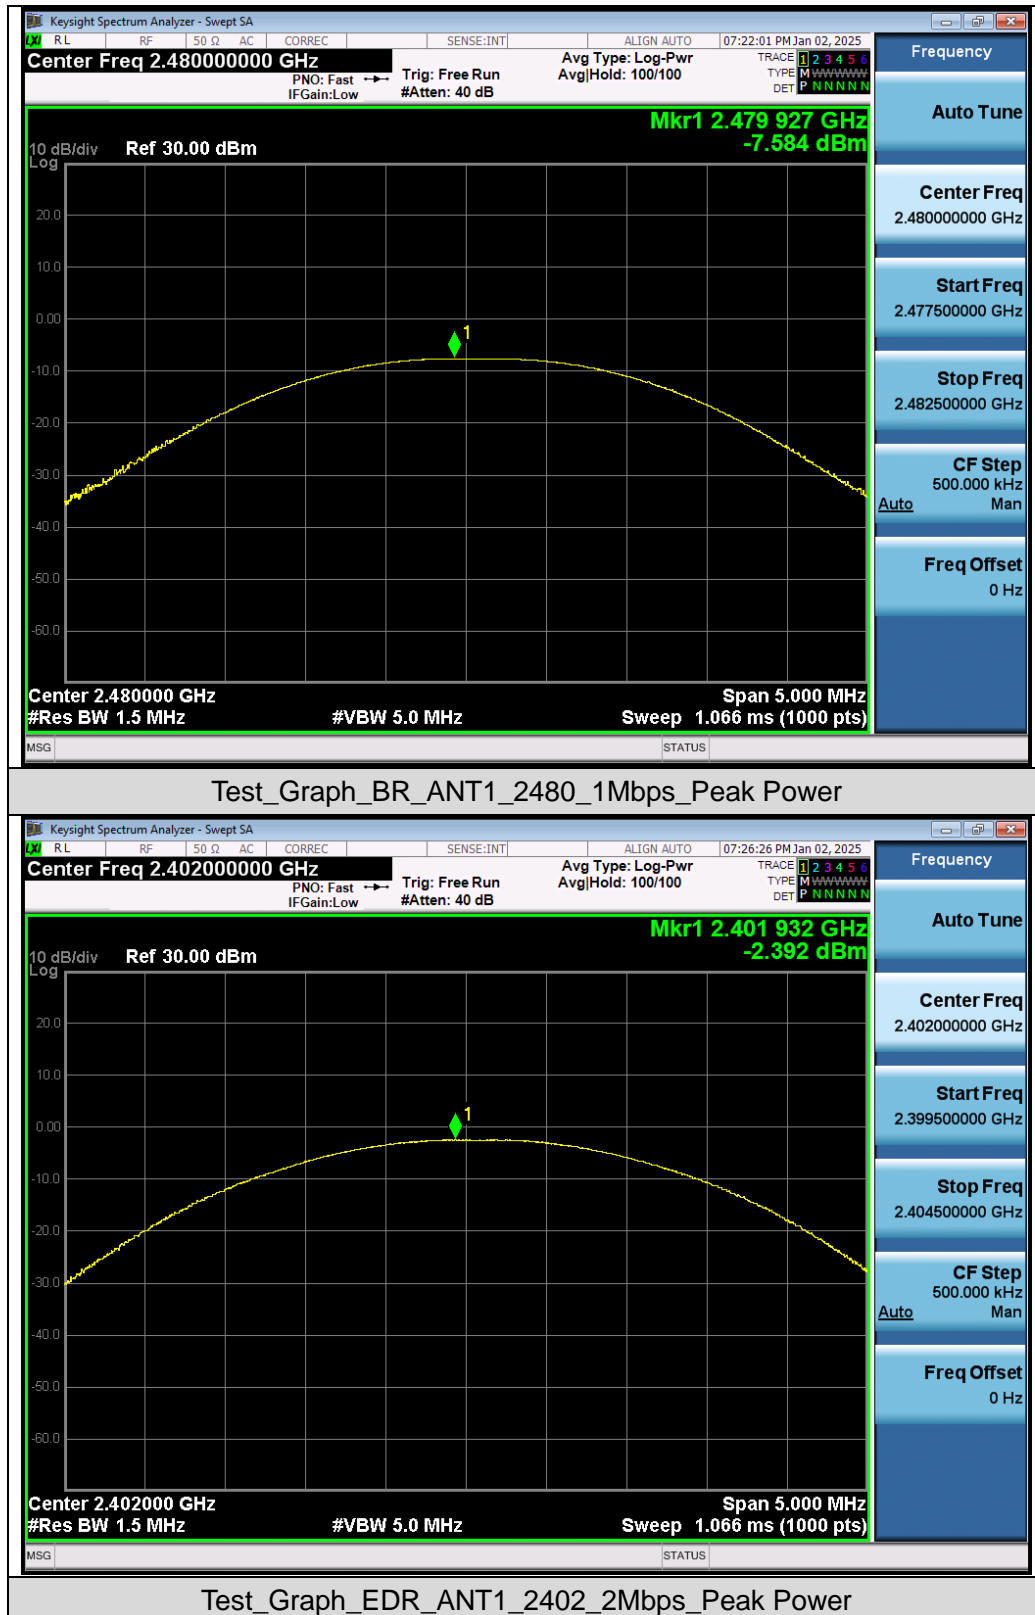 Keysight Spectrum Analyzer - Swept SA
LXI RL RF 50 Ω AC CORREC SENSE:INT ALIGN AUTO 07:22:01 PM Jan 02, 2025
Center Freq 2.480000000 GHz
PNO: Fast
IFGain:Low
Trig: Free Run
#Atten: 40 dB
Avg Type: Log-Pwr
Avg|Hold: 100/100
TRACE 1 2 3 4 5 6
TYPE M WWWWW
DET P N N N N N
Frequency
Mkr1 2.479 927 GHz
-7.584 dBm
10 dB/div Ref 30.00 dBm
Log
20.0
10.0
0.00
-10.0
-20.0
-30.0
-40.0
-50.0
-60.0
1
Auto Tune
Center Freq
2.480000000 GHz
Start Freq
2.477500000 GHz
Stop Freq
2.482500000 GHz
CF Step
500.000 kHz
Auto Man
Freq Offset
0 Hz
Center 2.480000 GHz Span 5.000 MHz
#Res BW 1.5 MHz #VBW 5.0 MHz Sweep 1.066 ms (1000 pts)
MSG STATUS
Test_Graph_BR_ANT1_2480_1Mbps_Peak Power
Keysight Spectrum Analyzer - Swept SA
LXI RL RF 50 Ω AC CORREC SENSE:INT ALIGN AUTO 07:26:26 PM Jan 02, 2025
Center Freq 2.402000000 GHz
PNO: Fast
IFGain:Low
Trig: Free Run
#Atten: 40 dB
Avg Type: Log-Pwr
Avg|Hold: 100/100
TRACE 1 2 3 4 5 6
TYPE M WWWWW
DET P N N N N N
Frequency
Mkr1 2.401 932 GHz
-2.392 dBm
10 dB/div Ref 30.00 dBm
Log
20.0
10.0
0.00
-10.0
-20.0
-30.0
-40.0
-50.0
-60.0
1
Auto Tune
Center Freq
2.402000000 GHz
Start Freq
2.399500000 GHz
Stop Freq
2.404500000 GHz
CF Step
500.000 kHz
Auto Man
Freq Offset
0 Hz
Center 2.402000 GHz Span 5.000 MHz
#Res BW 1.5 MHz #VBW 5.0 MHz Sweep 1.066 ms (1000 pts)
MSG STATUS
Test_Graph_EDR_ANT1_2402_2Mbps_Peak Power